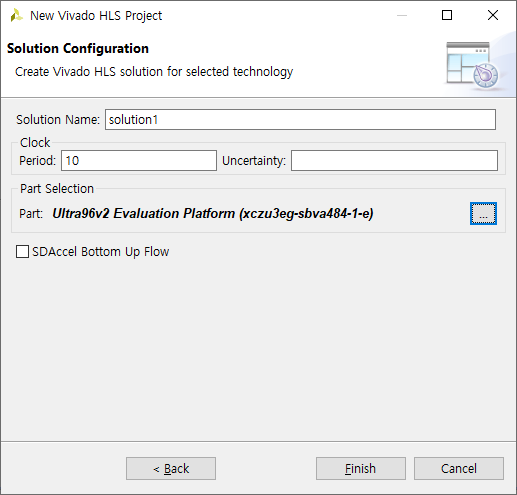 New Vivado HLS Project
Solution Configuration
Create Vivado HLS solution for selected technology
Solution Name: solution1
Clock
Period: 10 Uncertainty:
Part Selection
Part: Ultra96v2 Evaluation Platform (xczu3eg-sbva484-1-e) ...
SDAccel Bottom Up Flow
< Back Finish Cancel